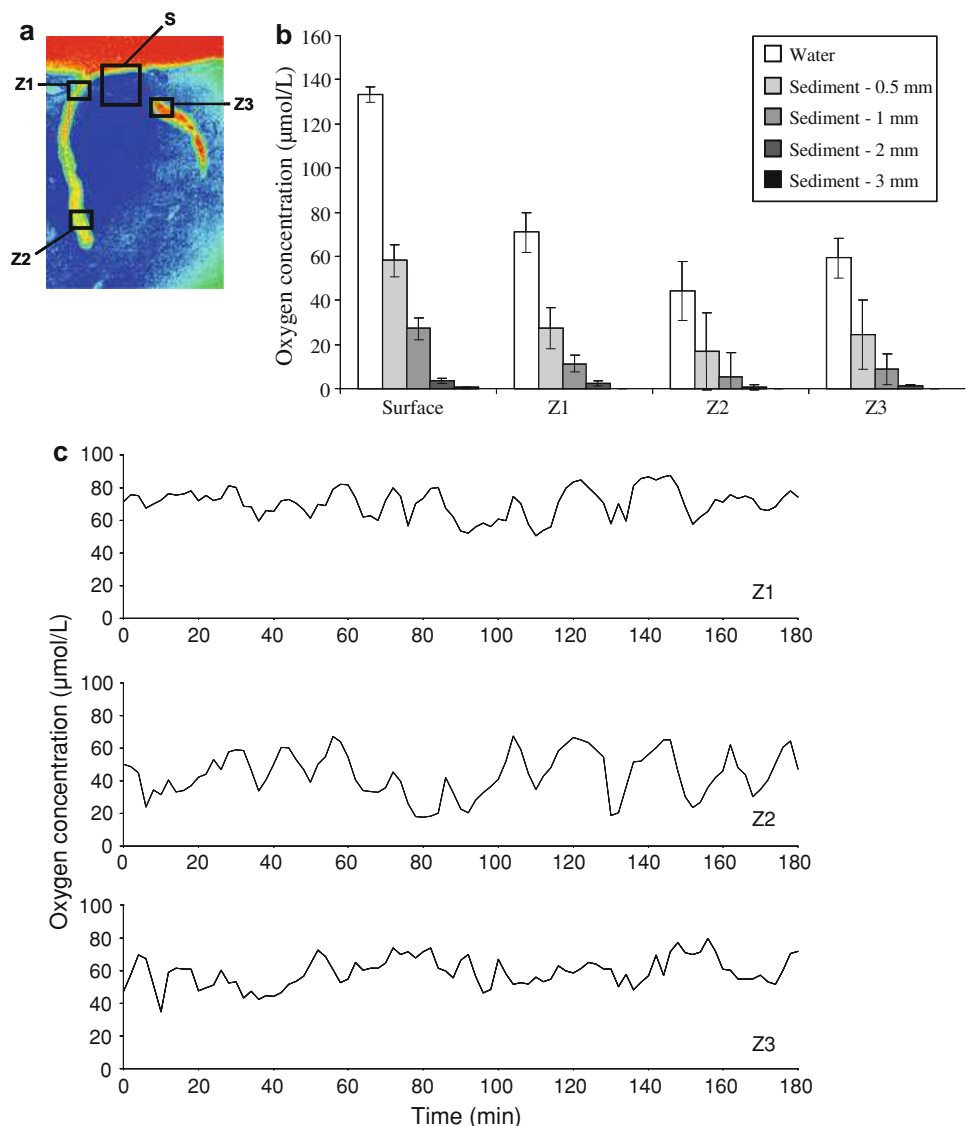 a
S
Z1
Z3
Z2
b
Oxygen concentration (µmol/L)
160
140
120
100
80
60
40
20
0
Surface Z1 Z2 Z3
Water
Sediment - 0.5 mm
Sediment - 1 mm
Sediment - 2 mm
Sediment - 3 mm
c
Oxygen concentration (µmol/L)
100
80
60
40
20
0
0 20 40 60 80 100 120 140 160 180
Z1
100
80
60
40
20
0
0 20 40 60 80 100 120 140 160 180
Z2
100
80
60
40
20
0
0 20 40 60 80 100 120 140 160 180
Z3
Time (min)